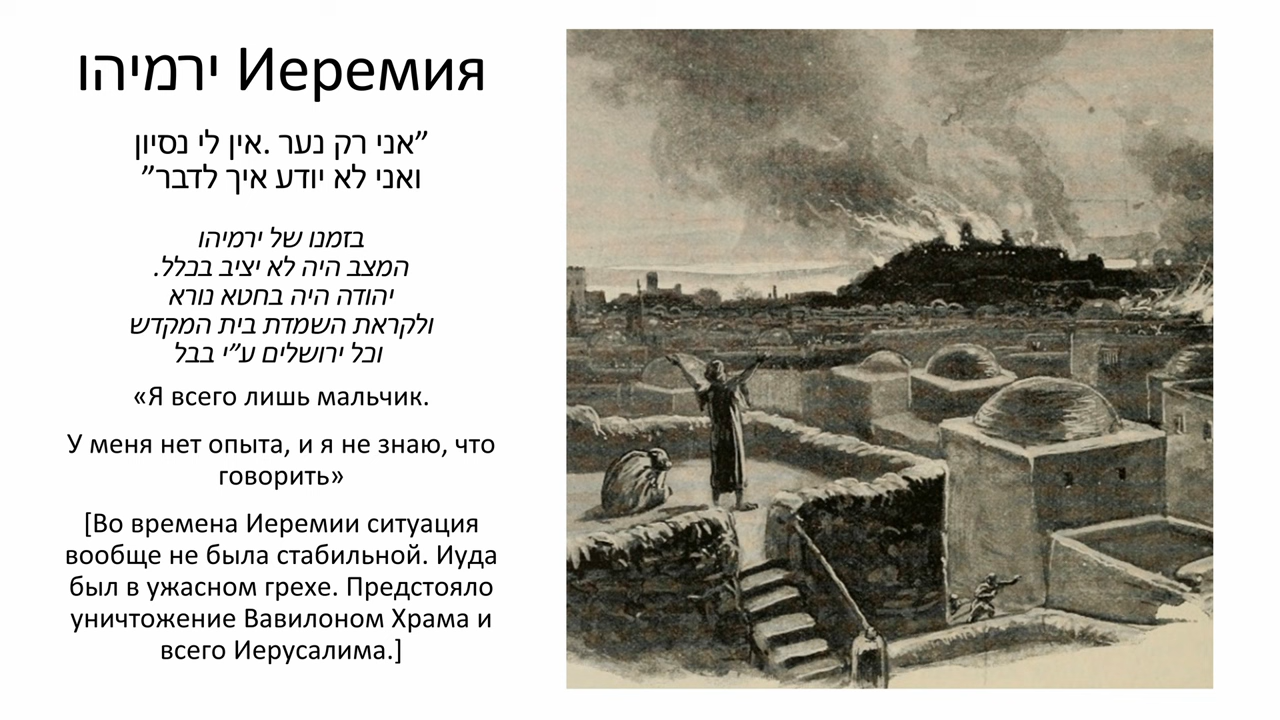 ירמיהו Иеремия
”אני רק נער .אין לי נסיון
ואני לא יודע איך לדבר”
בזמנו של ירמיהו
המצב היה לא יציב בכלל.
יהודה היה בחטא נורא
ולקראת השמדת בית המקדש
וכל ירושלים ע”י בבל
«Я всего лишь мальчик.
У меня нет опыта, и я не знаю, что
говорить»
[Во времена Иеремии ситуация
вообще не была стабильной. Иуда
был в ужасном грехе. Предстояло
уничтожение Вавилоном Храма и
всего Иерусалима.]